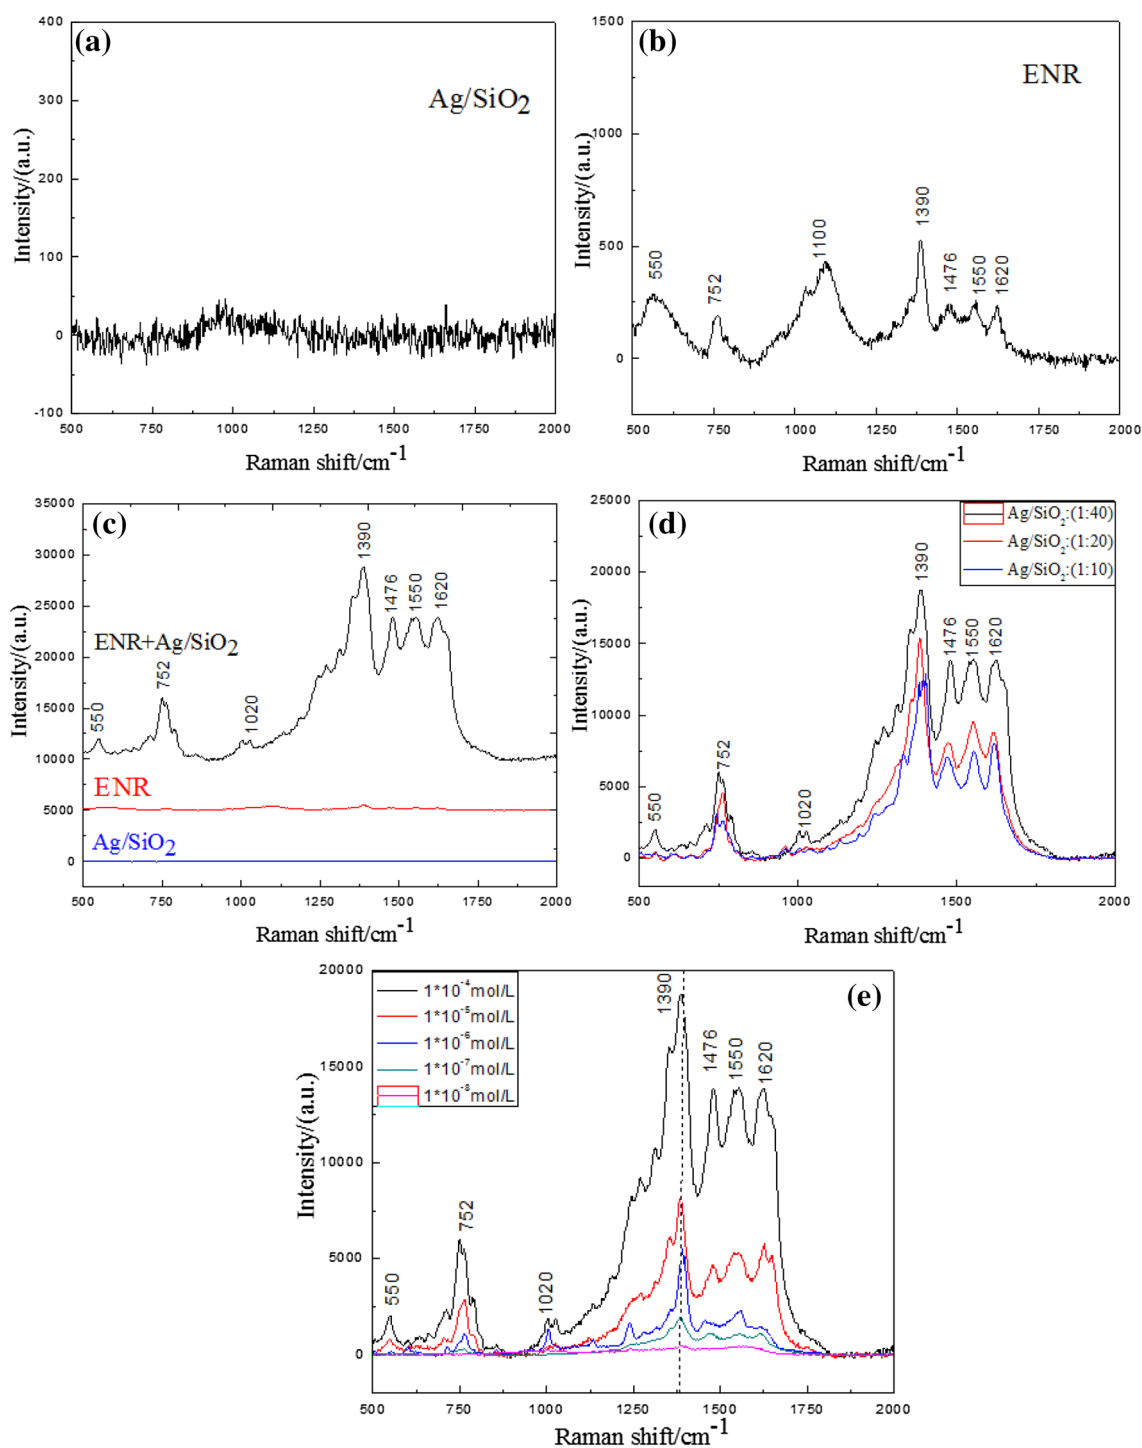 (a)
Ag/SiO2
400
300
200
100
0
-100
500 750 1000 1250 1500 1750 2000
Intensity/(a.u.)
Raman shift/cm-1
(b)
ENR
1500
1000
500
0
500 750 1000 1250 1500 1750 2000
550
752
1100
1390
1476
1550
1620
Intensity/(a.u.)
Raman shift/cm-1
(c)
35000
30000
25000
20000
15000
10000
5000
0
500 750 1000 1250 1500 1750 2000
550
752
1020
1390
1476
1550
1620
ENR+Ag/SiO2
ENR
Ag/SiO2
Intensity/(a.u.)
Raman shift/cm-1
(d)
Ag/SiO2:(1:40)
Ag/SiO2:(1:20)
Ag/SiO2:(1:10)
25000
20000
15000
10000
5000
0
500 1000 1500 2000
550
752
1020
1390
1476
1550
1620
Intensity/(a.u.)
Raman shift/cm-1
(e)
1*10-4mol/L
1*10-5mol/L
1*10-6mol/L
1*10-7mol/L
1*10-8mol/L
20000
15000
10000
5000
0
500 750 1000 1250 1500 1750 2000
550
752
1020
1390
1476
1550
1620
Intensity/(a.u.)
Raman shift/cm-1